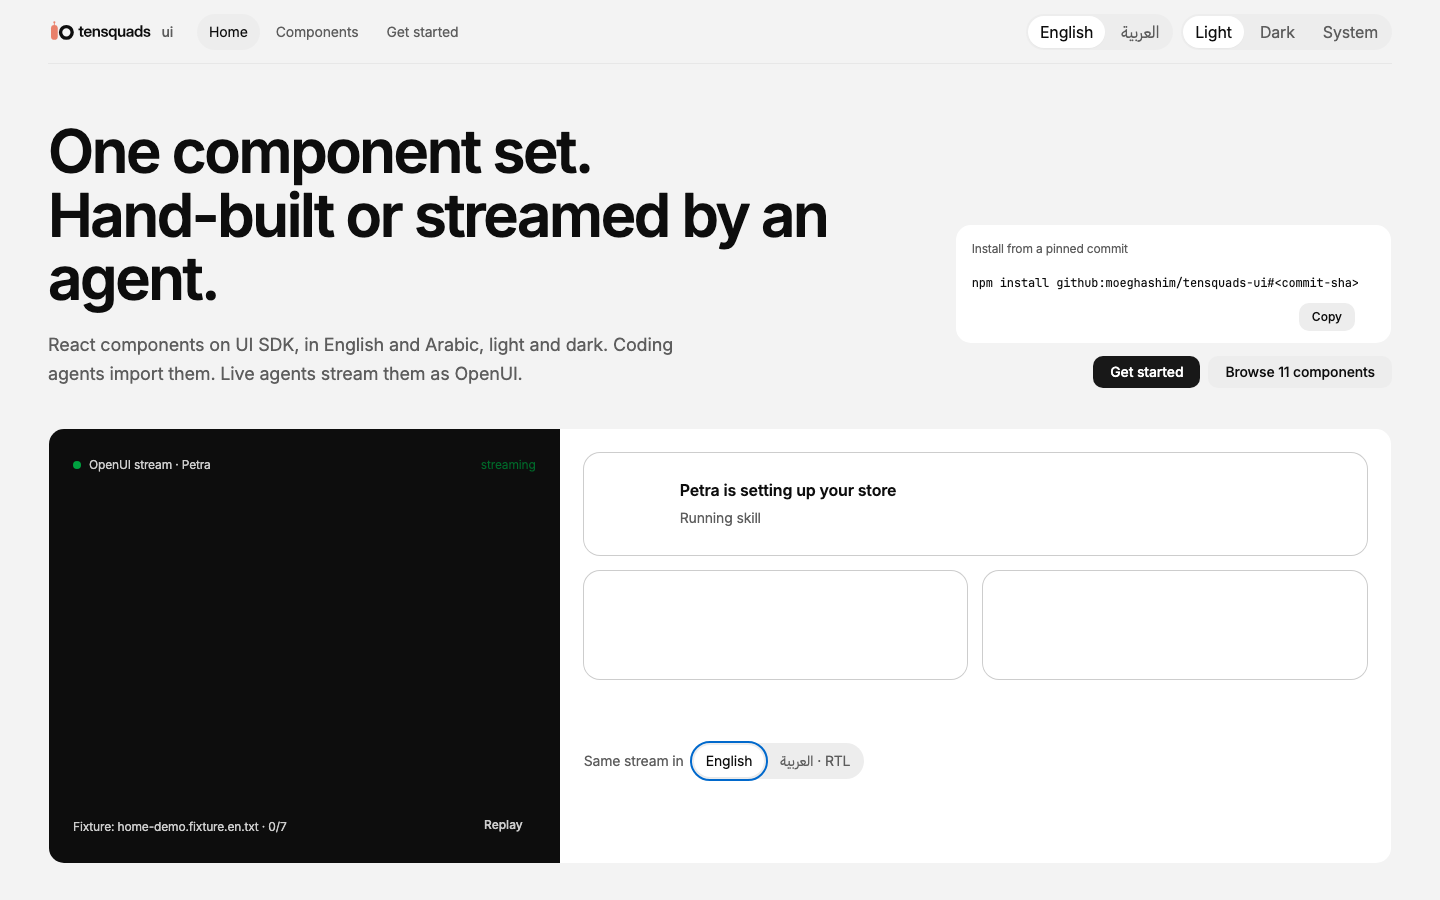 tensquads ui
Home
Components
Get started
English
العربية
Light
Dark
System
One component set.
Hand-built or streamed by an
agent.
React components on UI SDK, in English and Arabic, light and dark. Coding
agents import them. Live agents stream them as OpenUI.
Install from a pinned commit
npm install github:moeghashim/tensquads-ui#<commit-sha>
Copy
Get started
Browse 11 components
OpenUI stream · Petra
streaming
Fixture: home-demo.fixture.en.txt · 0/7
Replay
Petra is setting up your store
Running skill
Same stream in
English
العربية · RTL